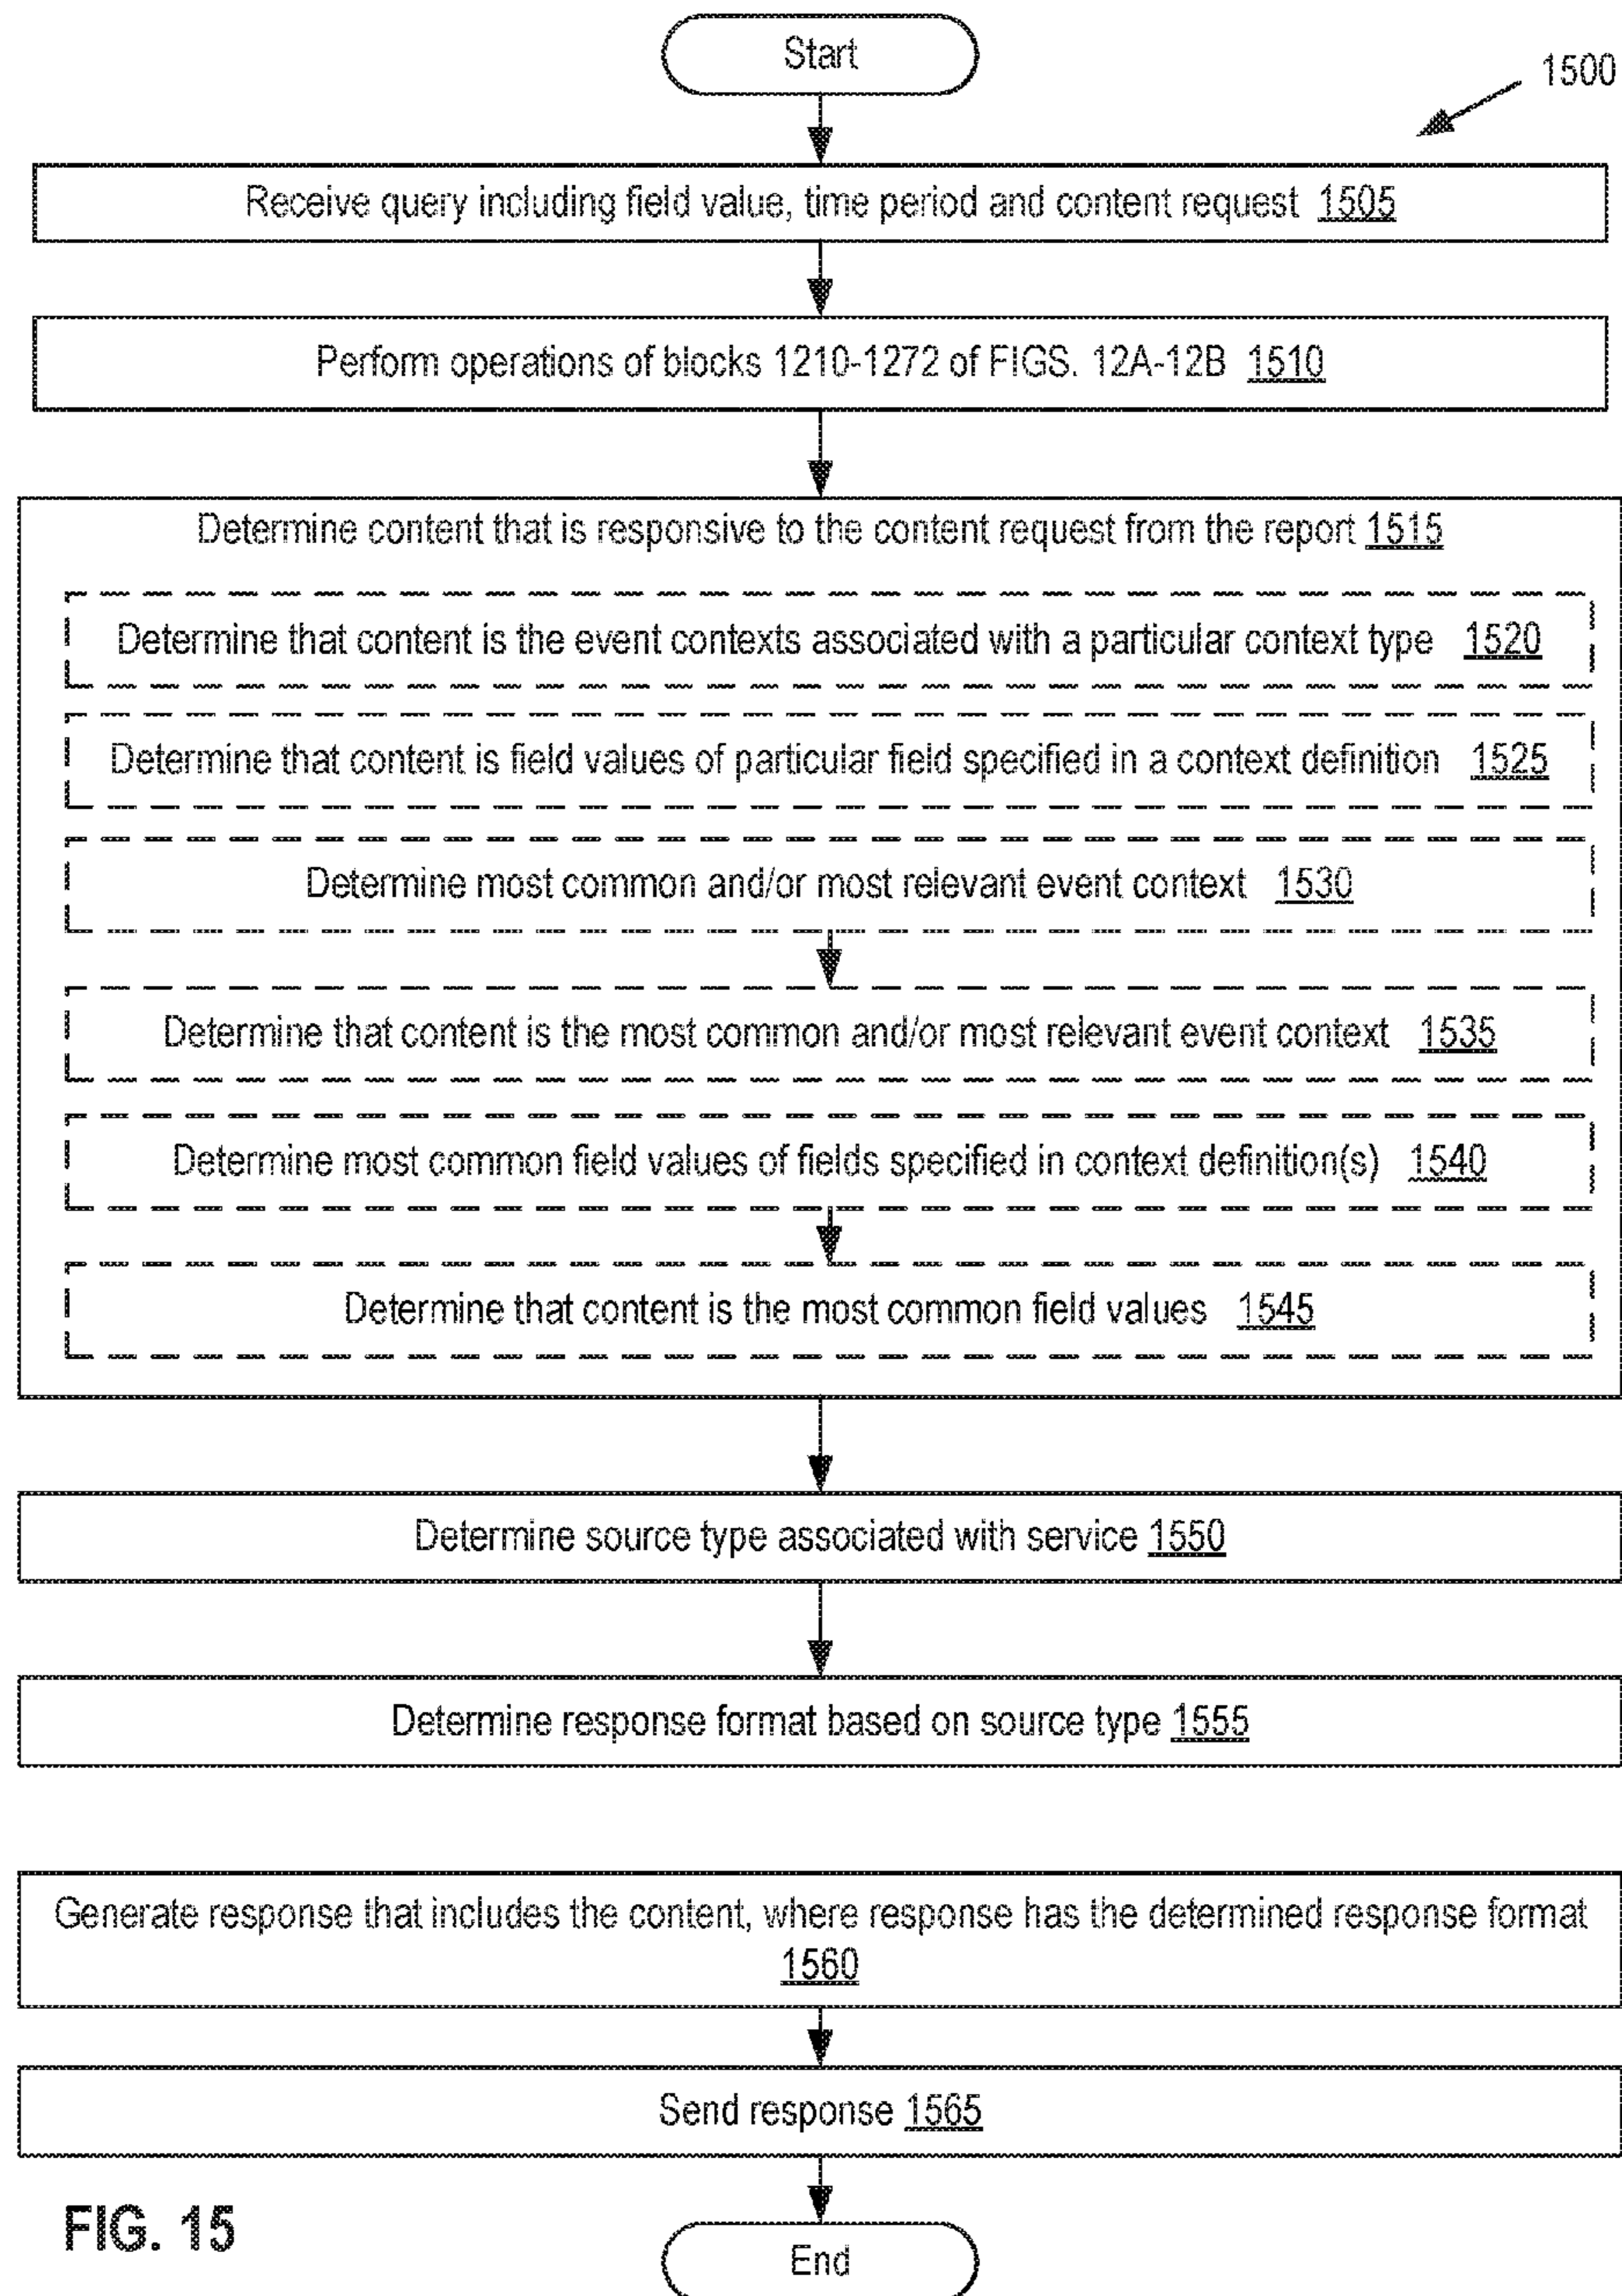 Start
1500
Receive query including field value, time period and content request 1505
Perform operations of blocks 1210-1272 of FIGS. 12A-12B 1510
Determine content that is responsive to the content request from the report 1515
Determine that content is the event contexts associated with a particular context type 1520
Determine that content is field values of particular field specified in a context definition 1525
Determine most common and/or most relevant event context 1530
Determine that content is the most common and/or most relevant event context 1535
Determine most common field values of fields specified in context definition(s) 1540
Determine that content is the most common field values 1545
Determine source type associated with service 1550
Determine response format based on source type 1555
Generate response that includes the content, where response has the determined response format
1560
Send response 1565
FIG. 15
End